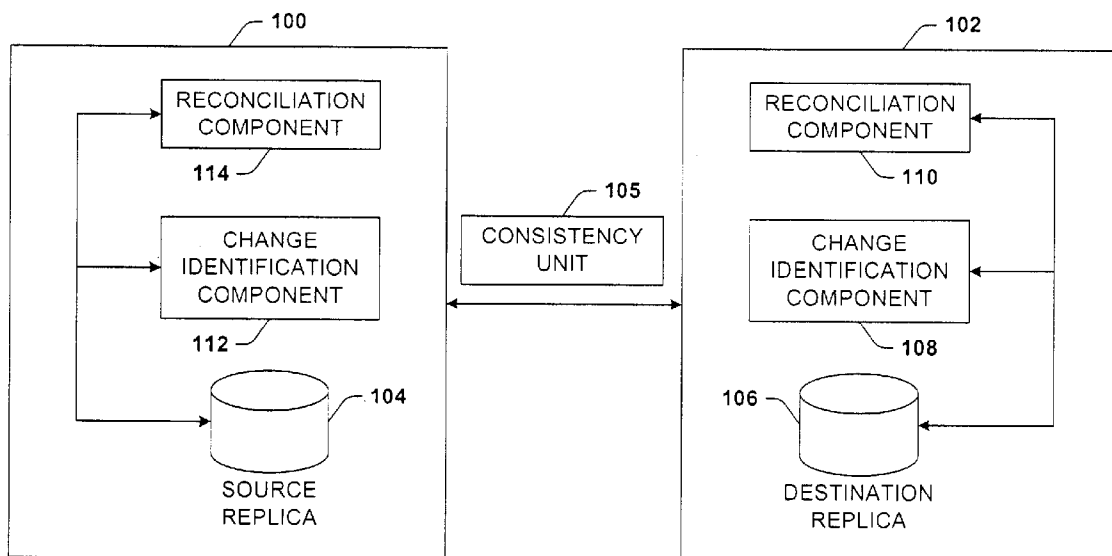 100
RECONCILIATION
COMPONENT
114
CHANGE
IDENTIFICATION
COMPONENT
112
104
SOURCE
REPLICA
105
CONSISTENCY
UNIT
102
RECONCILIATION
COMPONENT
110
CHANGE
IDENTIFICATION
COMPONENT
108
106
DESTINATION
REPLICA